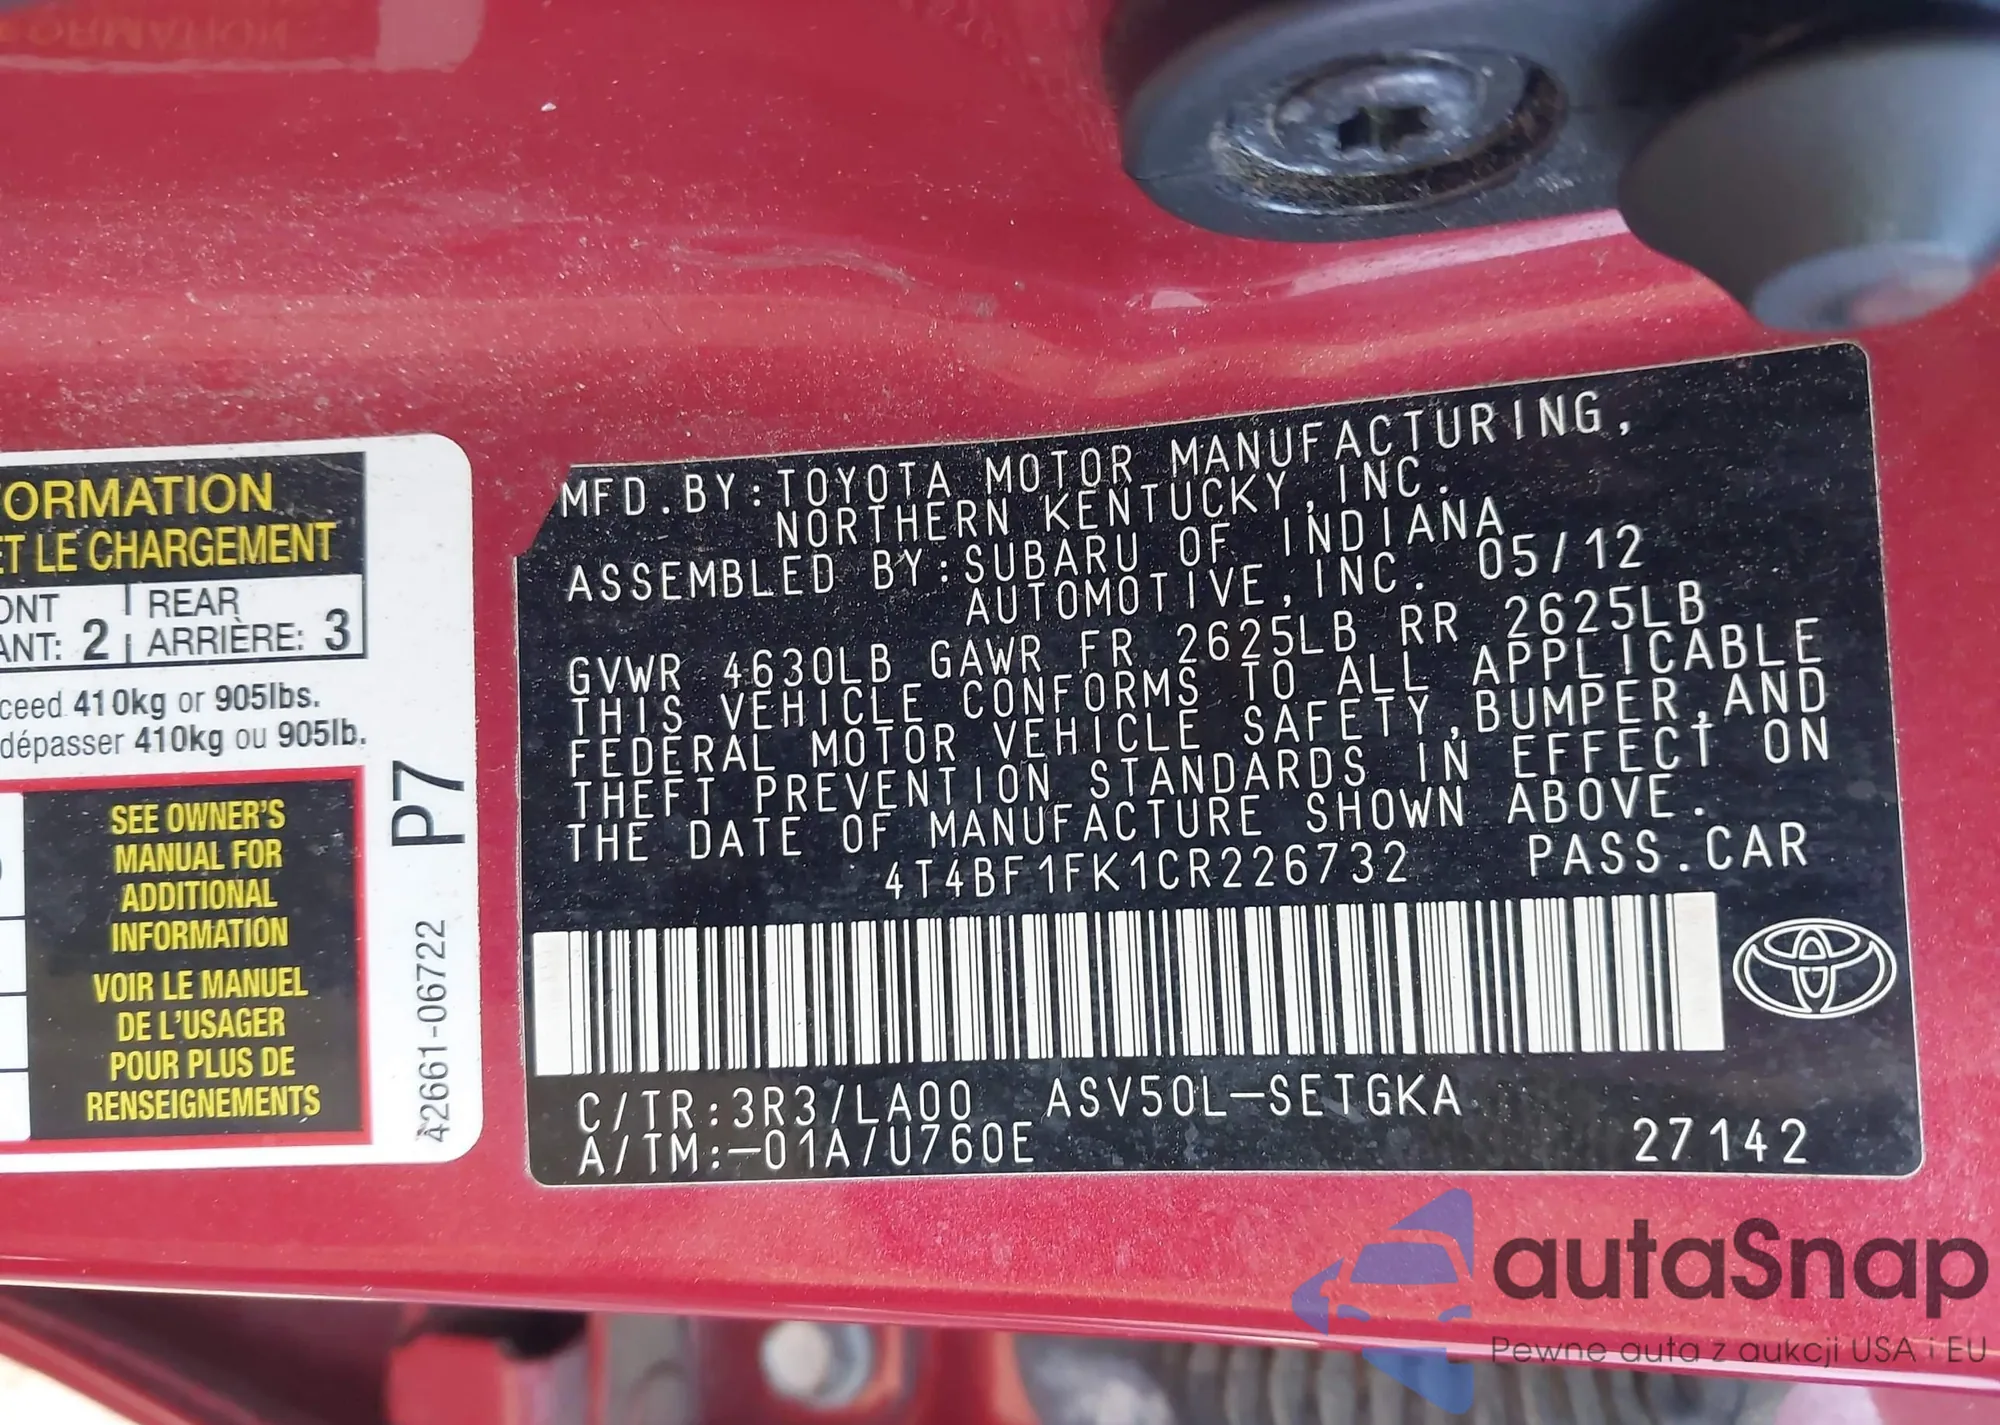 ORMATION
ET LE CHARGEMENT
ONT
ANT: 2
REAR
ARRIÈRE: 3
ceed 410kg or 905lbs.
dépasser 410kg ou 905lb.
SEE OWNER'S
MANUAL FOR
ADDITIONAL
INFORMATION
VOIR LE MANUEL
DE L'USAGER
POUR PLUS DE
RENSEIGNEMENTS
P7
42661-06722
MFD.BY:TOYOTA MOTOR MANUFACTURING,
NORTHERN KENTUCKY,INC.
ASSEMBLED BY:SUBARU OF INDIANA
AUTOMOTIVE,INC. 05/12
GVWR 4630LB GAWR FR 2625LB RR 2625LB
THIS VEHICLE CONFORMS TO ALL APPLICABLE
FEDERAL MOTOR VEHICLE SAFETY,BUMPER,AND
THEFT PREVENTION STANDARDS IN EFFECT ON
THE DATE OF MANUFACTURE SHOWN ABOVE.
4T4BF1FK1CR226732 PASS.CAR
C/TR:3R3/LA00 ASV50L-SETGKA
A/TM:-01A/U760E 27142
autaSnap
Pewne auta z aukcji USA i EU